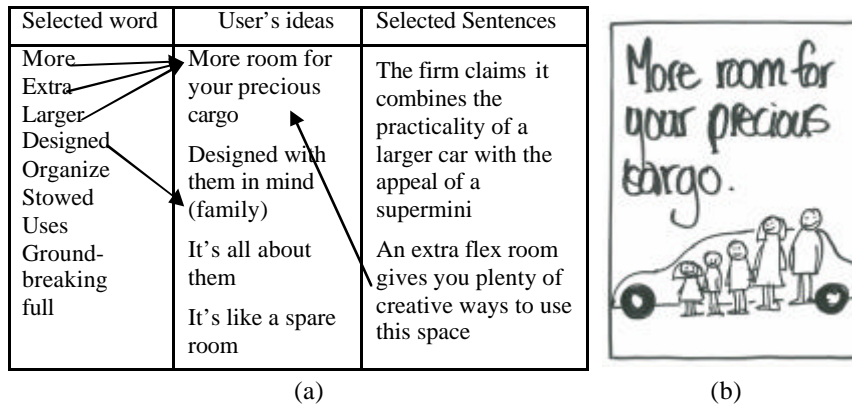 Selected word
User's ideas
Selected Sentences
More
Extra
Larger
Designed
Organize
Stowed
Uses
Ground-
breaking
full
More room for
your precious
cargo
Designed with
them in mind
(family)
It's all about
them
It's like a spare
room
The firm claims it
combines the
practicality of a
larger car with the
appeal of a
supermini
An extra flex room
gives you plenty of
creative ways to use
this space
More room for
your precious
cargo.
(a)
(b)